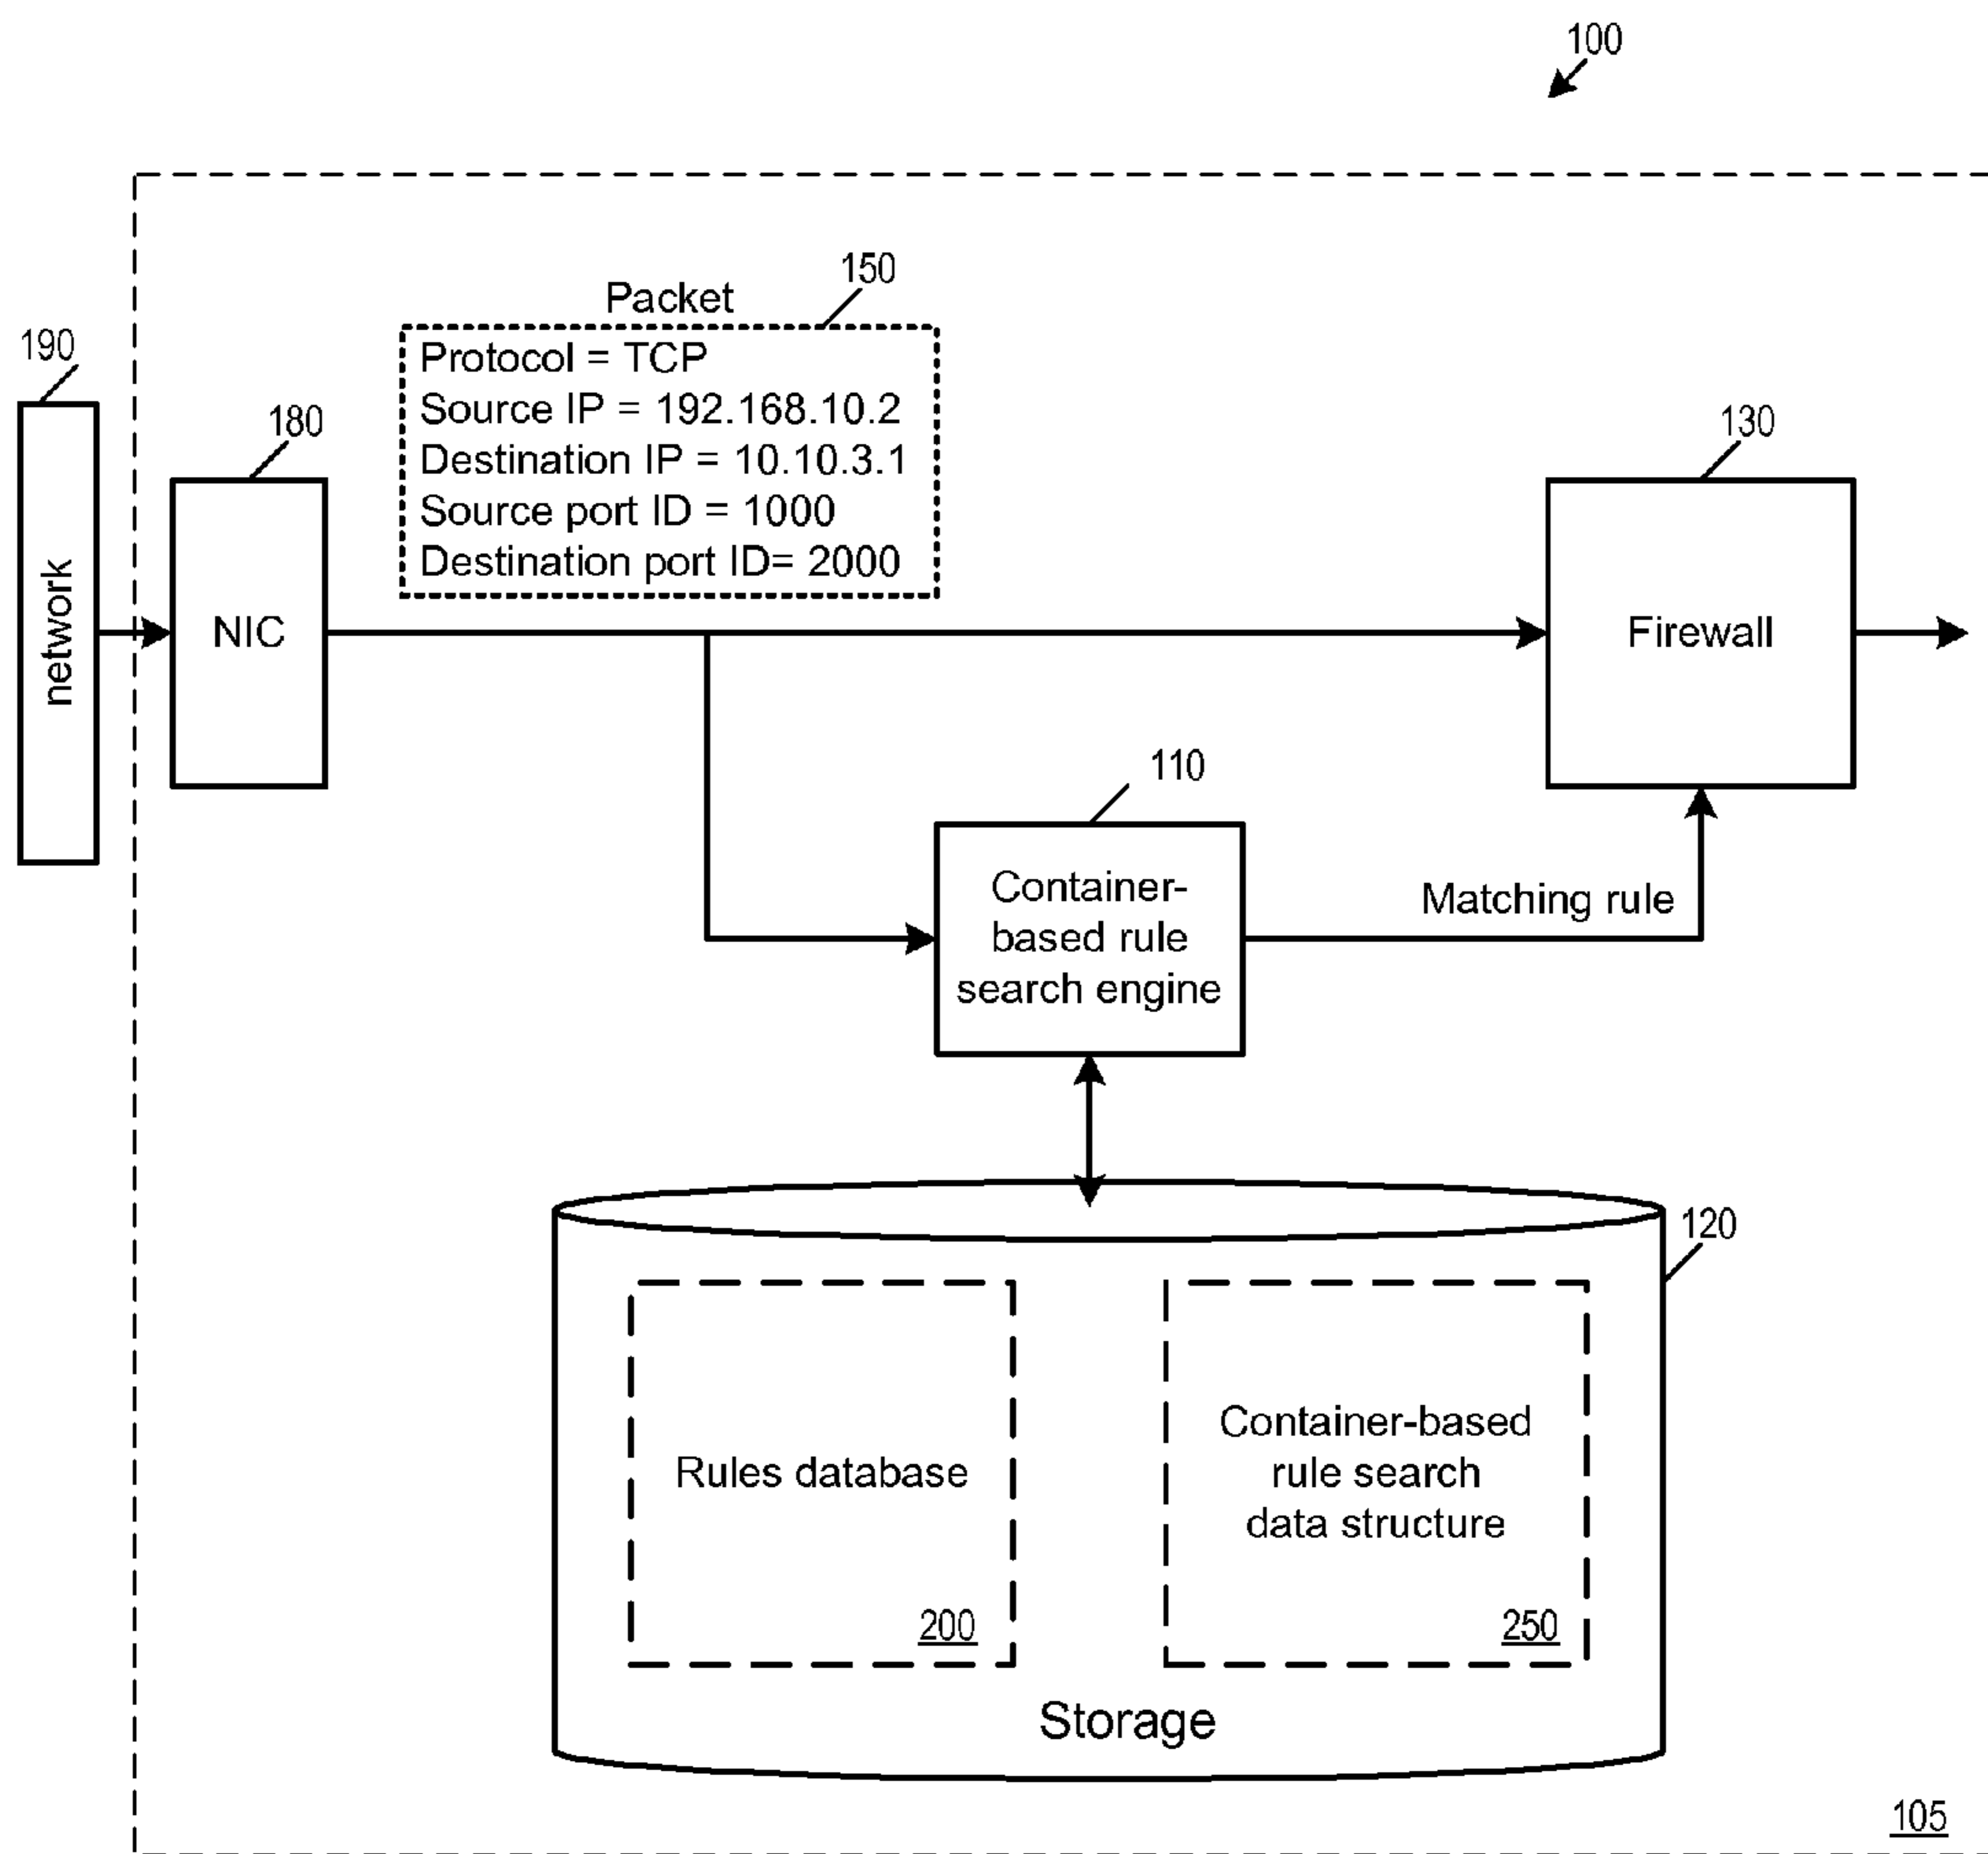 100
150
Packet
Protocol = TCP
Source IP = 192.168.10.2
Destination IP = 10.10.3.1
Source port ID = 1000
Destination port ID= 2000
190
network
180
NIC
130
Firewall
110
Container-
based rule
search engine
Matching rule
120
Rules database
200
Container-based
rule search
data structure
250
Storage
105